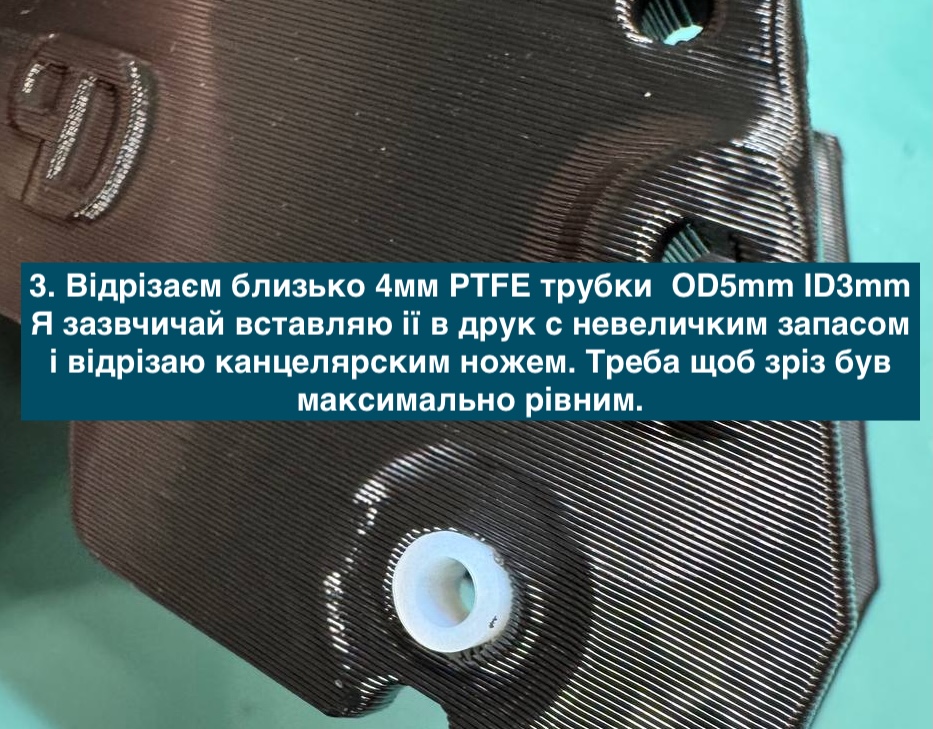 3. Відрізаєм близько 4мм PTFE трубки  OD5mm ID3mm
Я зазвчичай вставляю ії в друк с невеличким запасом
і відрізаю канцелярским ножем. Треба щоб зріз був
максимально рівним.